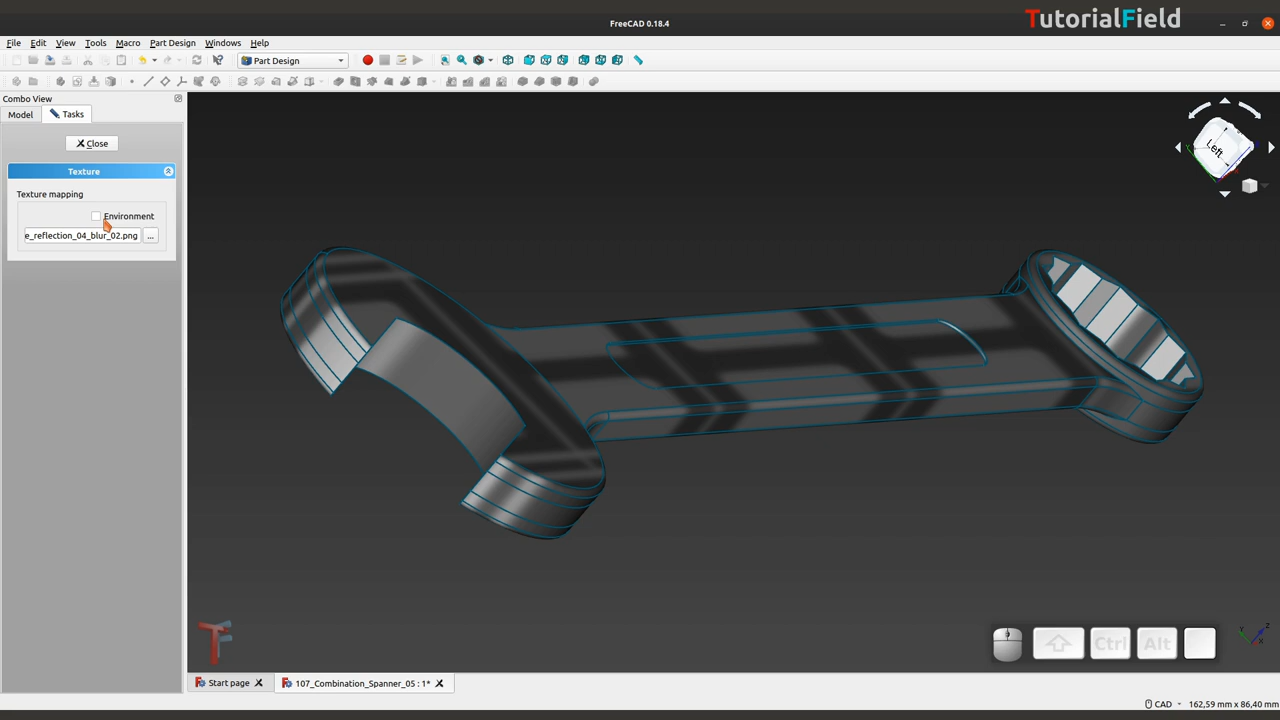 FreeCAD 0.18.4
TutorialField
File Edit View Tools Macro Part Design Windows Help
Part Design
Combo View
Model Tasks
Close
Texture
Texture mapping
Environment
e_reflection_04_blur_02.png ...
Left
Ctrl Alt
Y Z X
Start page 107_Combination_Spanner_05 : 1*
CAD 162,59 mm x 86,40 mm